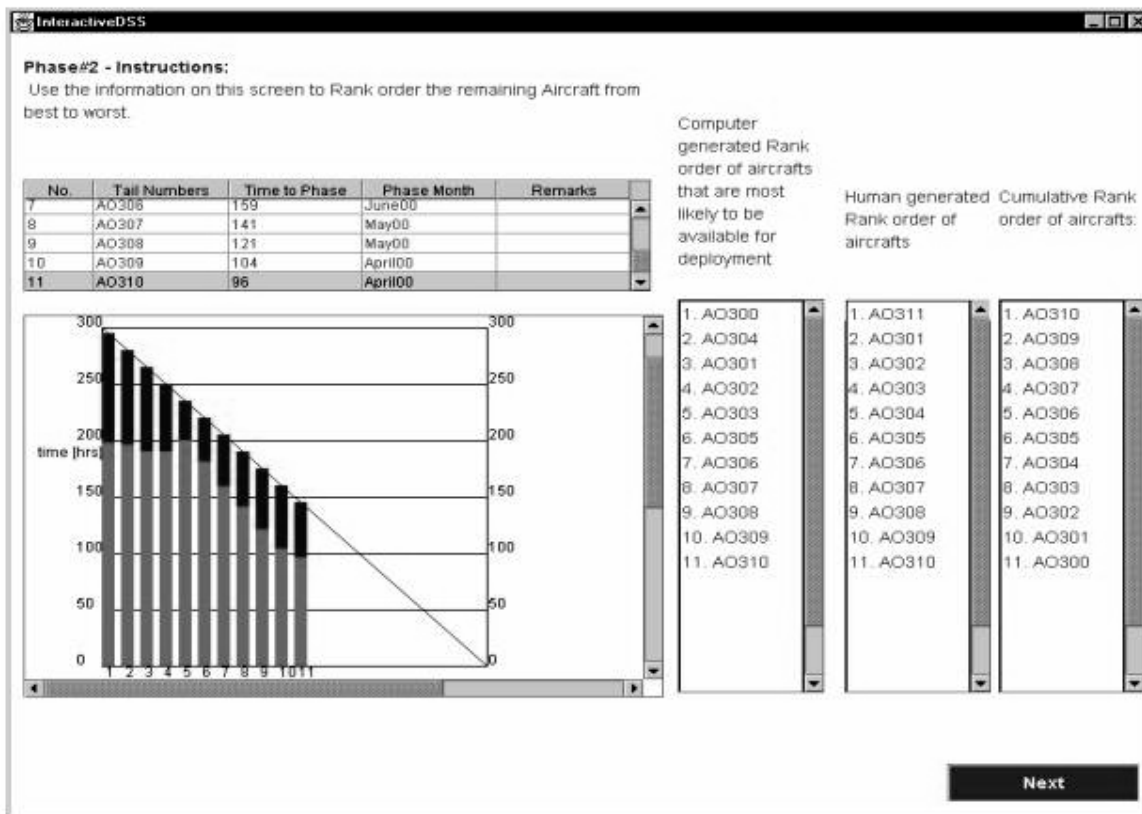 InteractiveDSS
Phase#2 - Instructions:
Use the information on this screen to Rank order the remaining Aircraft from
best to worst.
No. Tail Numbers Time to Phase Phase Month Remarks
7 AO306 159 June00
8 AO307 141 May00
9 AO308 121 May00
10 AO309 104 April00
11 AO310 96 April00
300 300
250 250
200 200
time [hrs]
150 150
100 100
50 50
0 0
1 2 3 4 5 6 7 8 9 10 11
Computer
generated Rank
order of aircrafts
that are most
likely to be
available for
deployment
1. AO300
2. AO304
3. AO301
4. AO302
5. AO303
6. AO305
7. AO306
8. AO307
9. AO308
10. AO309
11. AO310
Human generated
Rank order of
aircrafts
1. AO311
2. AO301
3. AO302
4. AO303
5. AO304
6. AO305
7. AO306
8. AO307
9. AO308
10. AO309
11. AO310
Cumulative Rank
order of aircrafts:
1. AO310
2. AO309
3. AO308
4. AO307
5. AO306
6. AO305
7. AO304
8. AO303
9. AO302
10. AO301
11. AO300
Next